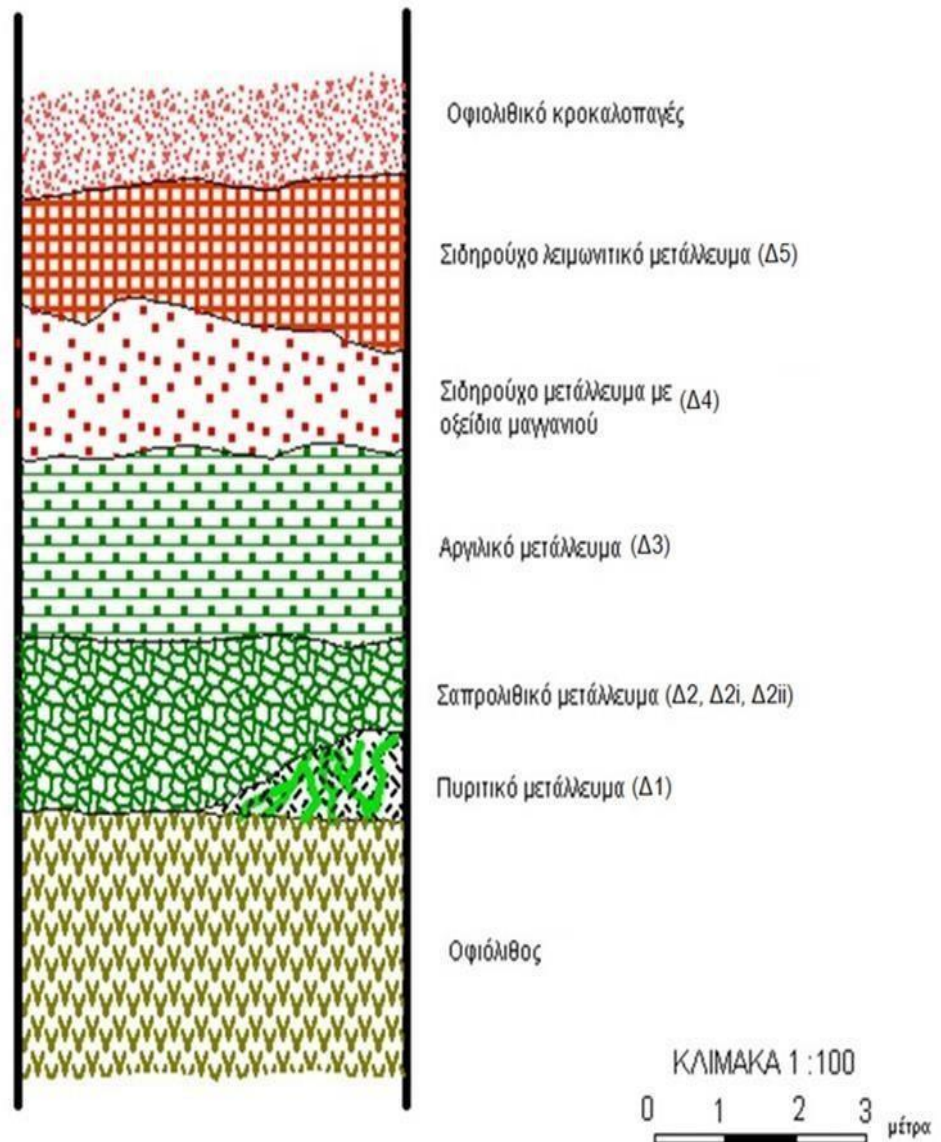 Οφιολιθικό κροκαλοπαγές
Σιδηρούχο λειμωνιτικό μετάλλευμα (Δ5)
Σιδηρούχο μετάλλευμα με (Δ4)
οξείδια μαγγανιού
Αργιλικό μετάλλευμα (Δ3)
Σαπρολιθικό μετάλλευμα (Δ2, Δ2i, Δ2ii)
Πυριτικό μετάλλευμα (Δ1)
Οφιόλιθος
ΚΛΙΜΑΚΑ 1 :100
0 1 2 3 μέτρα